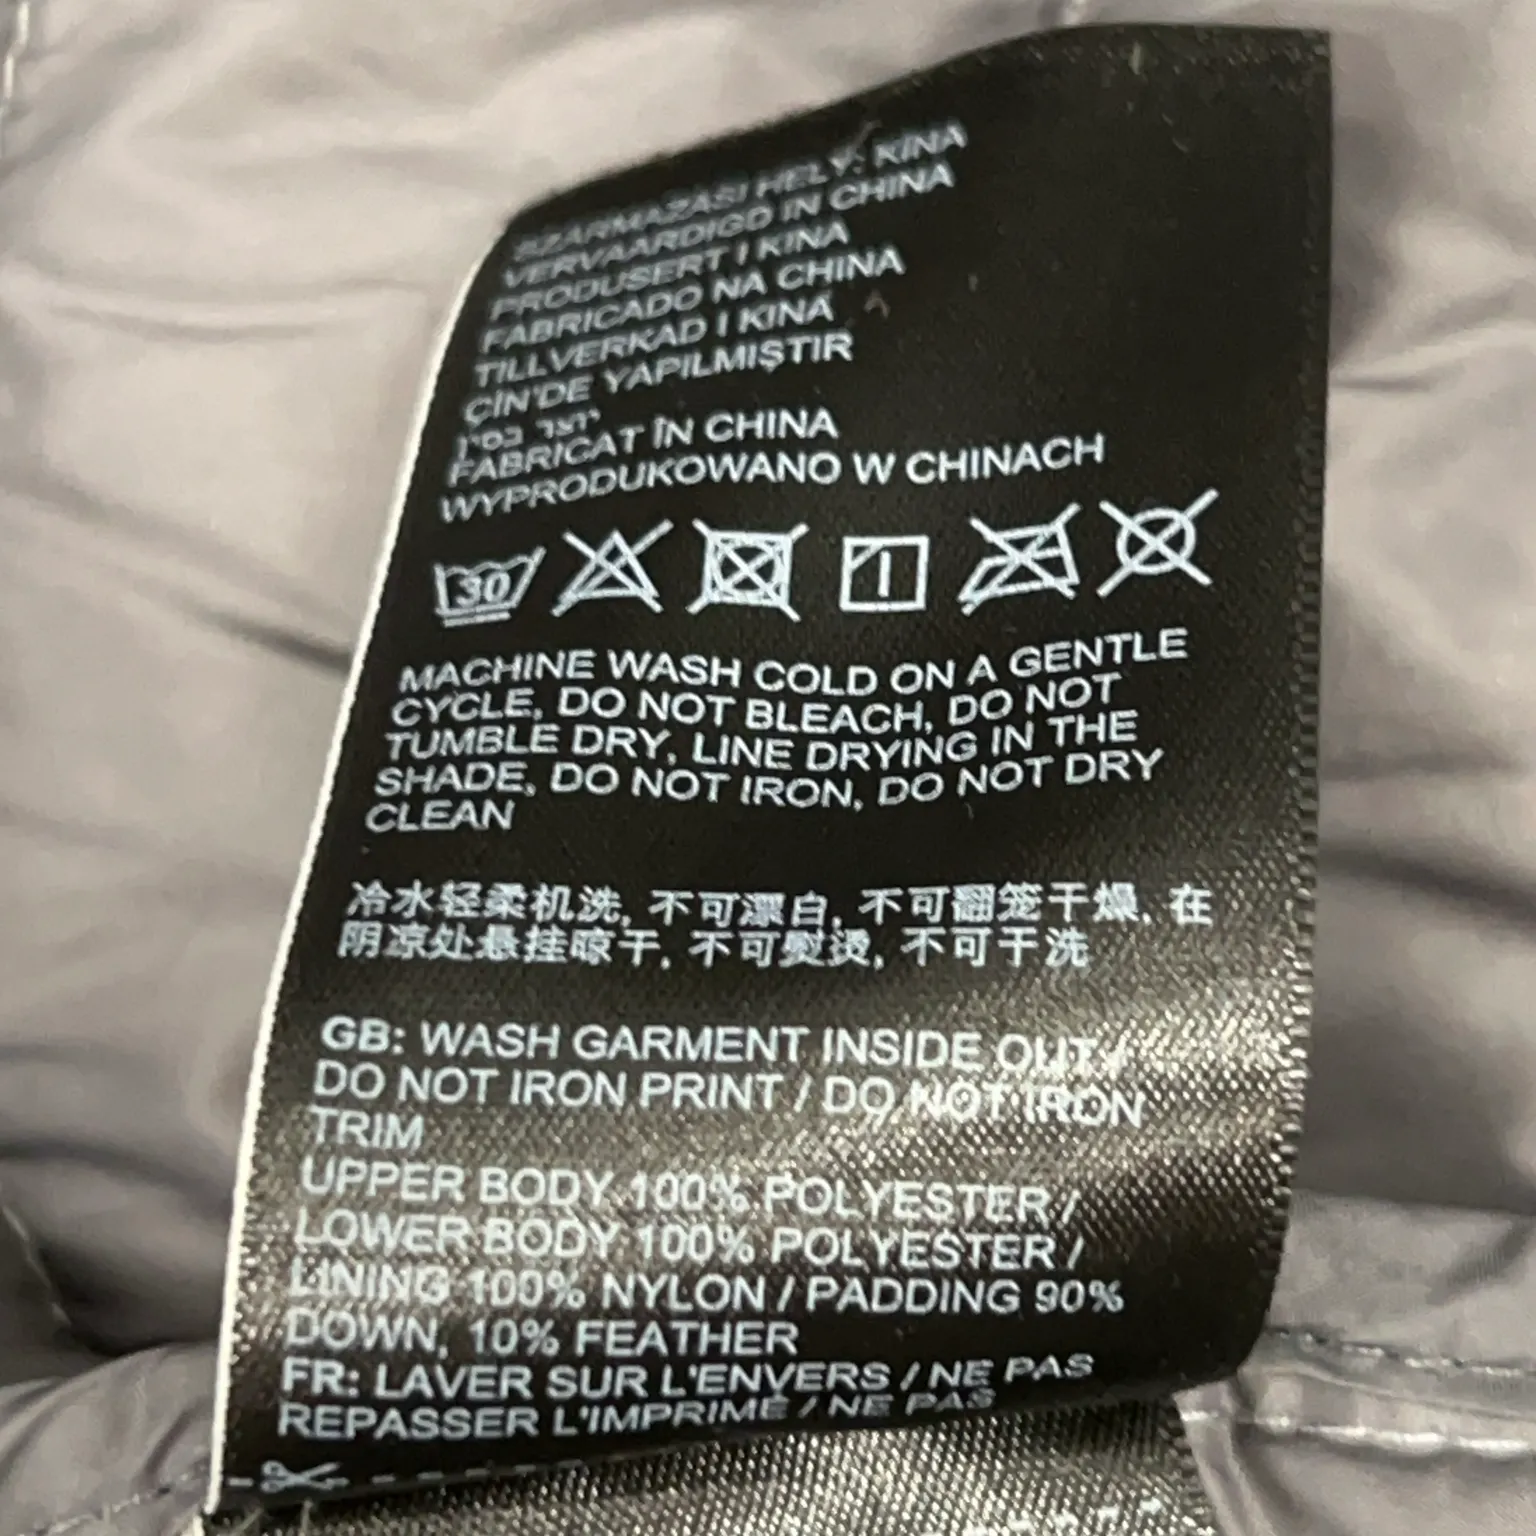 SZÁRMAZÁSI HELY: KÍNA
VERVAARDIGD IN CHINA
PRODUSERT I KINA
FABRICADO NA CHINA
TILLVERKAD I KINA
ÇİN'DE YAPILMIŞTIR
יוצר בסין
FABRICAT ÎN CHINA
WYPRODUKOWANO W CHINACH
30
MACHINE WASH COLD ON A GENTLE
CYCLE, DO NOT BLEACH, DO NOT
TUMBLE DRY, LINE DRYING IN THE
SHADE, DO NOT IRON, DO NOT DRY
CLEAN
冷水轻柔机洗, 不可漂白, 不可翻笼干燥, 在
阴凉处悬挂晾干, 不可熨烫, 不可干洗
GB: WASH GARMENT INSIDE OUT /
DO NOT IRON PRINT / DO NOT IRON
TRIM
UPPER BODY 100% POLYESTER /
LOWER BODY 100% POLYESTER /
LINING 100% NYLON / PADDING 90%
DOWN, 10% FEATHER
FR: LAVER SUR L'ENVERS / NE PAS
REPASSER L'IMPRIMÉ / NE PAS